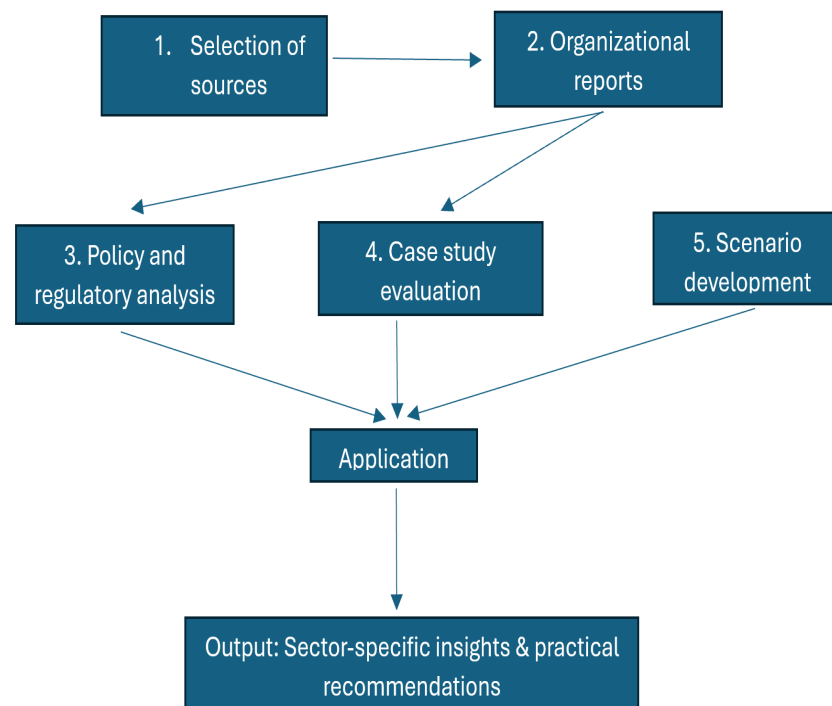 1. Selection of
sources
2. Organizational
reports
3. Policy and
regulatory analysis
4. Case study
evaluation
5. Scenario
development
Application
Output: Sector-specific insights & practical
recommendations